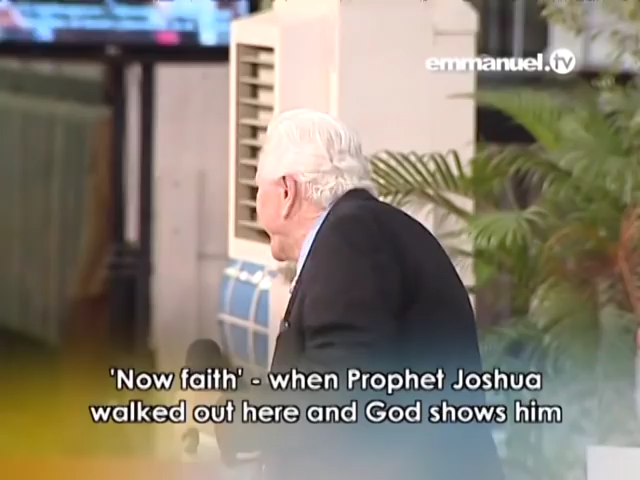 emmanuel.tv
'Now faith' - when Prophet Joshua
walked out here and God shows him